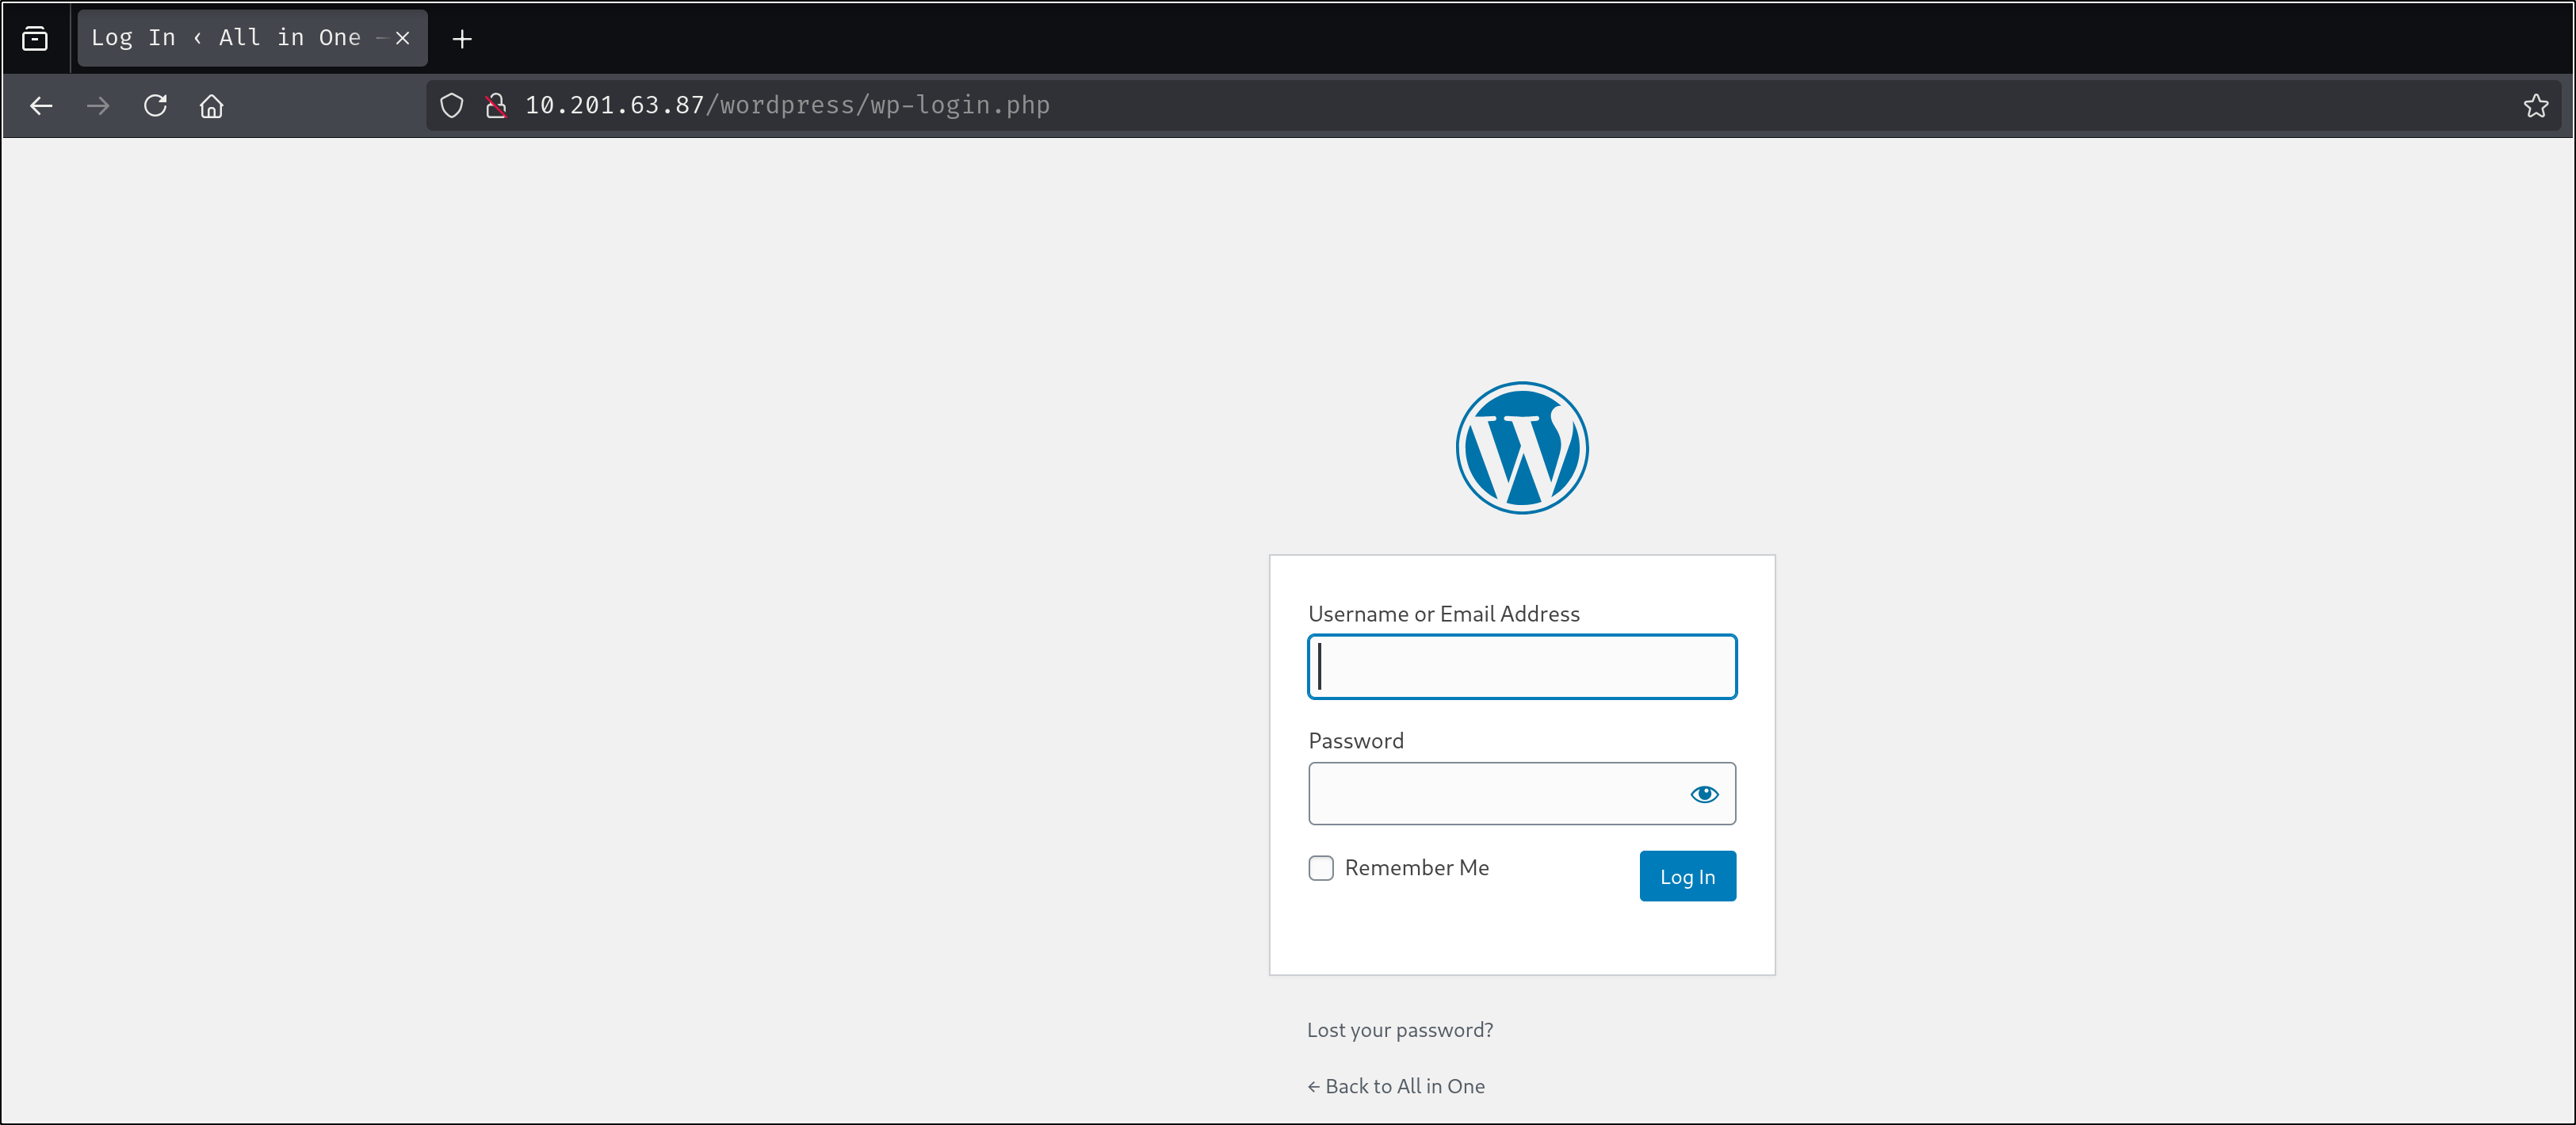 Log In ‹ All in One —
10.201.63.87/wordpress/wp-login.php
Username or Email Address
Password
Remember Me
Log In
Lost your password?
← Back to All in One